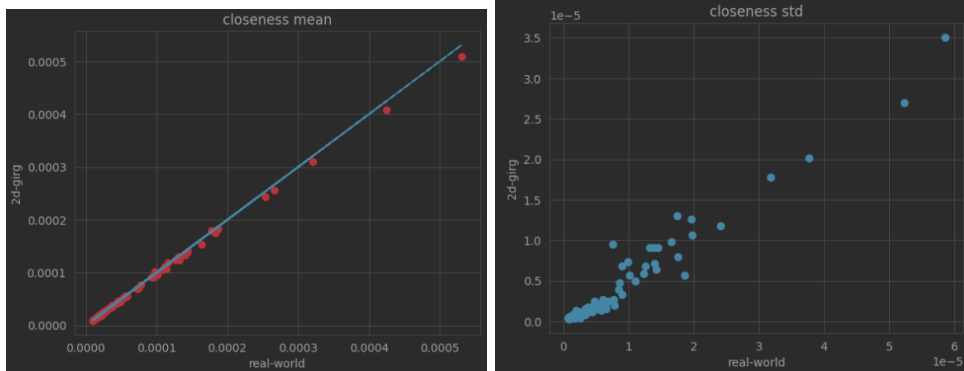 closeness mean
0.0005
0.0004
0.0003
0.0002
0.0001
0.0000
2d-girg
0.0000 0.0001 0.0002 0.0003 0.0004 0.0005
real-world
closeness std
1e−5
3.5
3.0
2.5
2.0
1.5
1.0
0.5
0.0
2d-girg
0 1 2 3 4 5 6
1e−5
real-world